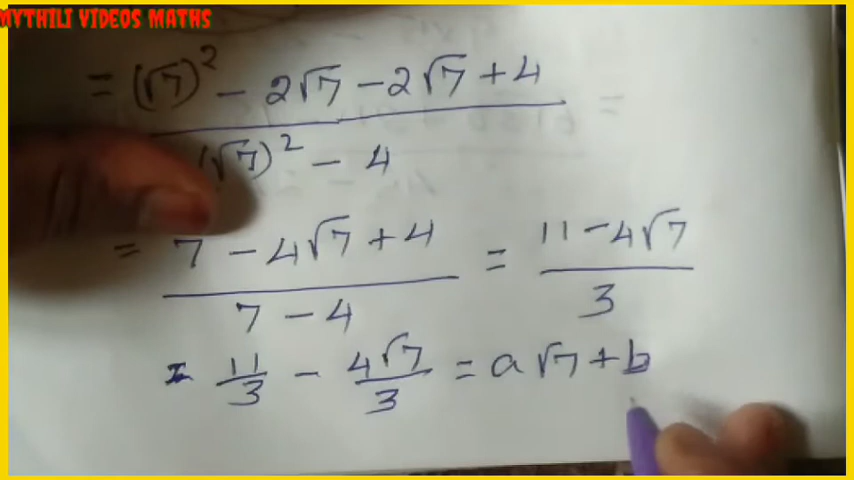 MYTHILI VIDEOS MATHS
= (√7)² - 2√7 - 2√7 + 4
(√7)² - 4
= 7 - 4√7 + 4 = 11 - 4√7
7 - 4 3
= 11/3 - 4√7/3 = a√7 + b